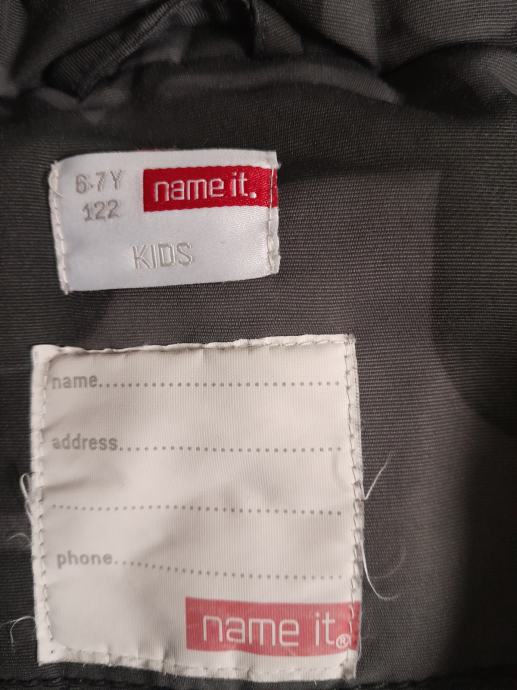 6-7Y name it.
122
KIDS
name..............................
address..............................
..............................
phone..............................
name it®